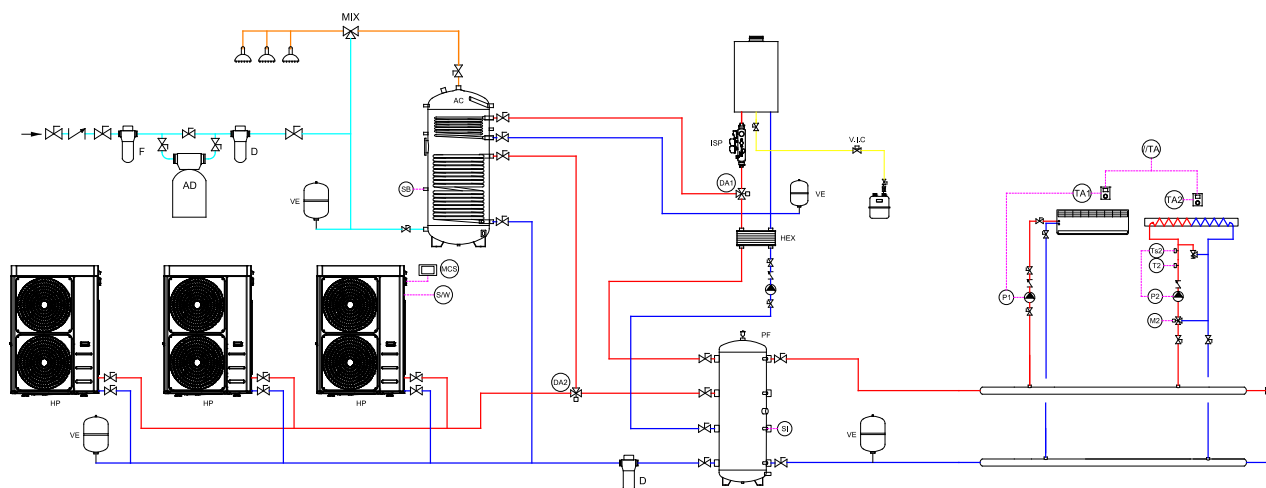 MIX
AC
F
D
AD
SB
VE
ISP
V.I.C
DA1
VE
HEX
I/TA
TA1
TA2
Ts2
T2
P1
P2
M2
MCS
S/W
HP
HP
HP
DA2
PF
SI
VE
VE
D